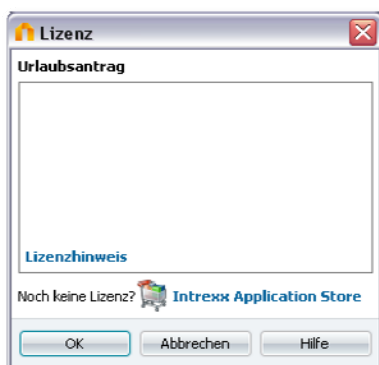 Lizenz
Urlaubsantrag
Lizenzhinweis
Noch keine Lizenz? Intrexx Application Store
OK Abbrechen Hilfe